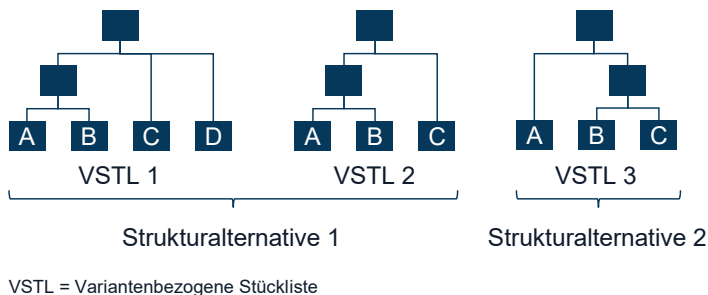 A B C D A B C A B C
VSTL 1 VSTL 2 VSTL 3
Strukturalternative 1 Strukturalternative 2
VSTL = Variantenbezogene Stückliste